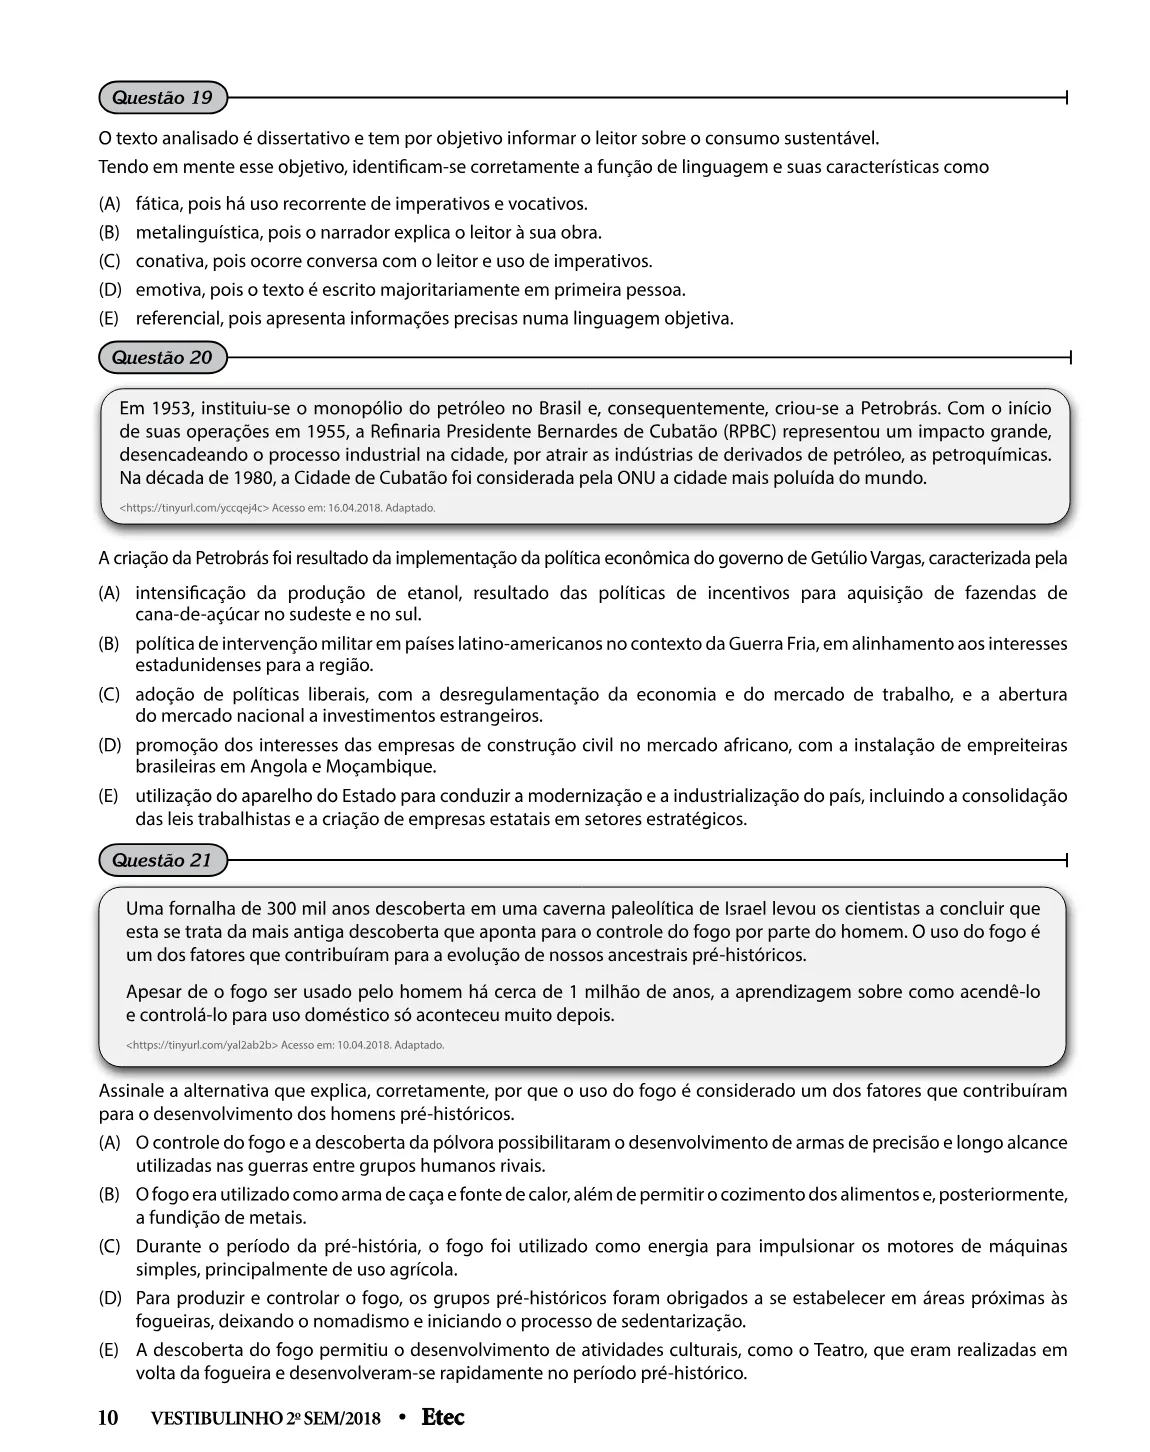 Questão 19
O texto analisado é dissertativo e tem por objetivo informar o leitor sobre o consumo sustentável.
Tendo em mente esse objetivo, identificam-se corretamente a função de linguagem e suas características como
(A) fática, pois há uso recorrente de imperativos e vocativos.
(B) metalinguística, pois o narrador explica o leitor à sua obra.
(C) conativa, pois ocorre conversa com o leitor e uso de imperativos.
(D) emotiva, pois o texto é escrito majoritariamente em primeira pessoa.
(E) referencial, pois apresenta informações precisas numa linguagem objetiva.
Questão 20
Em 1953, instituiu-se o monopólio do petróleo no Brasil e, consequentemente, criou-se a Petrobrás. Com o início
de suas operações em 1955, a Refinaria Presidente Bernardes de Cubatão (RPBC) representou um impacto grande,
desencadeando o processo industrial na cidade, por atrair as indústrias de derivados de petróleo, as petroquímicas.
Na década de 1980, a Cidade de Cubatão foi considerada pela ONU a cidade mais poluída do mundo.
<https://tinyurl.com/yccqej4c> Acesso em: 16.04.2018. Adaptado.
A criação da Petrobrás foi resultado da implementação da política econômica do governo de Getúlio Vargas, caracterizada pela
(A) intensificação da produção de etanol, resultado das políticas de incentivos para aquisição de fazendas de
cana-de-açúcar no sudeste e no sul.
(B) política de intervenção militar em países latino-americanos no contexto da Guerra Fria, em alinhamento aos interesses
estadunidenses para a região.
(C) adoção de políticas liberais, com a desregulamentação da economia e do mercado de trabalho, e a abertura
do mercado nacional a investimentos estrangeiros.
(D) promoção dos interesses das empresas de construção civil no mercado africano, com a instalação de empreiteiras
brasileiras em Angola e Moçambique.
(E) utilização do aparelho do Estado para conduzir a modernização e a industrialização do país, incluindo a consolidação
das leis trabalhistas e a criação de empresas estatais em setores estratégicos.
Questão 21
Uma fornalha de 300 mil anos descoberta em uma caverna paleolítica de Israel levou os cientistas a concluir que
esta se trata da mais antiga descoberta que aponta para o controle do fogo por parte do homem. O uso do fogo é
um dos fatores que contribuíram para a evolução de nossos ancestrais pré-históricos.
Apesar de o fogo ser usado pelo homem há cerca de 1 milhão de anos, a aprendizagem sobre como acendê-lo
e controlá-lo para uso doméstico só aconteceu muito depois.
<https://tinyurl.com/yal2ab2b> Acesso em: 10.04.2018. Adaptado.
Assinale a alternativa que explica, corretamente, por que o uso do fogo é considerado um dos fatores que contribuíram
para o desenvolvimento dos homens pré-históricos.
(A) O controle do fogo e a descoberta da pólvora possibilitaram o desenvolvimento de armas de precisão e longo alcance
utilizadas nas guerras entre grupos humanos rivais.
(B) O fogo era utilizado como arma de caça e fonte de calor, além de permitir o cozimento dos alimentos e, posteriormente,
a fundição de metais.
(C) Durante o período da pré-história, o fogo foi utilizado como energia para impulsionar os motores de máquinas
simples, principalmente de uso agrícola.
(D) Para produzir e controlar o fogo, os grupos pré-históricos foram obrigados a se estabelecer em áreas próximas às
fogueiras, deixando o nomadismo e iniciando o processo de sedentarização.
(E) A descoberta do fogo permitiu o desenvolvimento de atividades culturais, como o Teatro, que eram realizadas em
volta da fogueira e desenvolveram-se rapidamente no período pré-histórico.
10 VESTIBULINHO 2º SEM/2018 • Etec